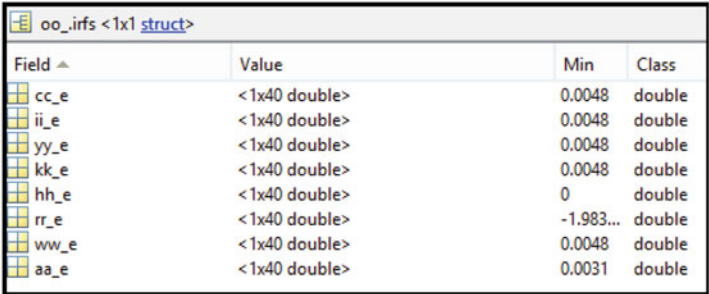 oo_.irfs <1x1 struct>
Field Value Min Class
cc_e <1x40 double> 0.0048 double
ii_e <1x40 double> 0.0048 double
yy_e <1x40 double> 0.0048 double
kk_e <1x40 double> 0.0048 double
hh_e <1x40 double> 0 double
rr_e <1x40 double> -1.983... double
ww_e <1x40 double> 0.0048 double
aa_e <1x40 double> 0.0031 double